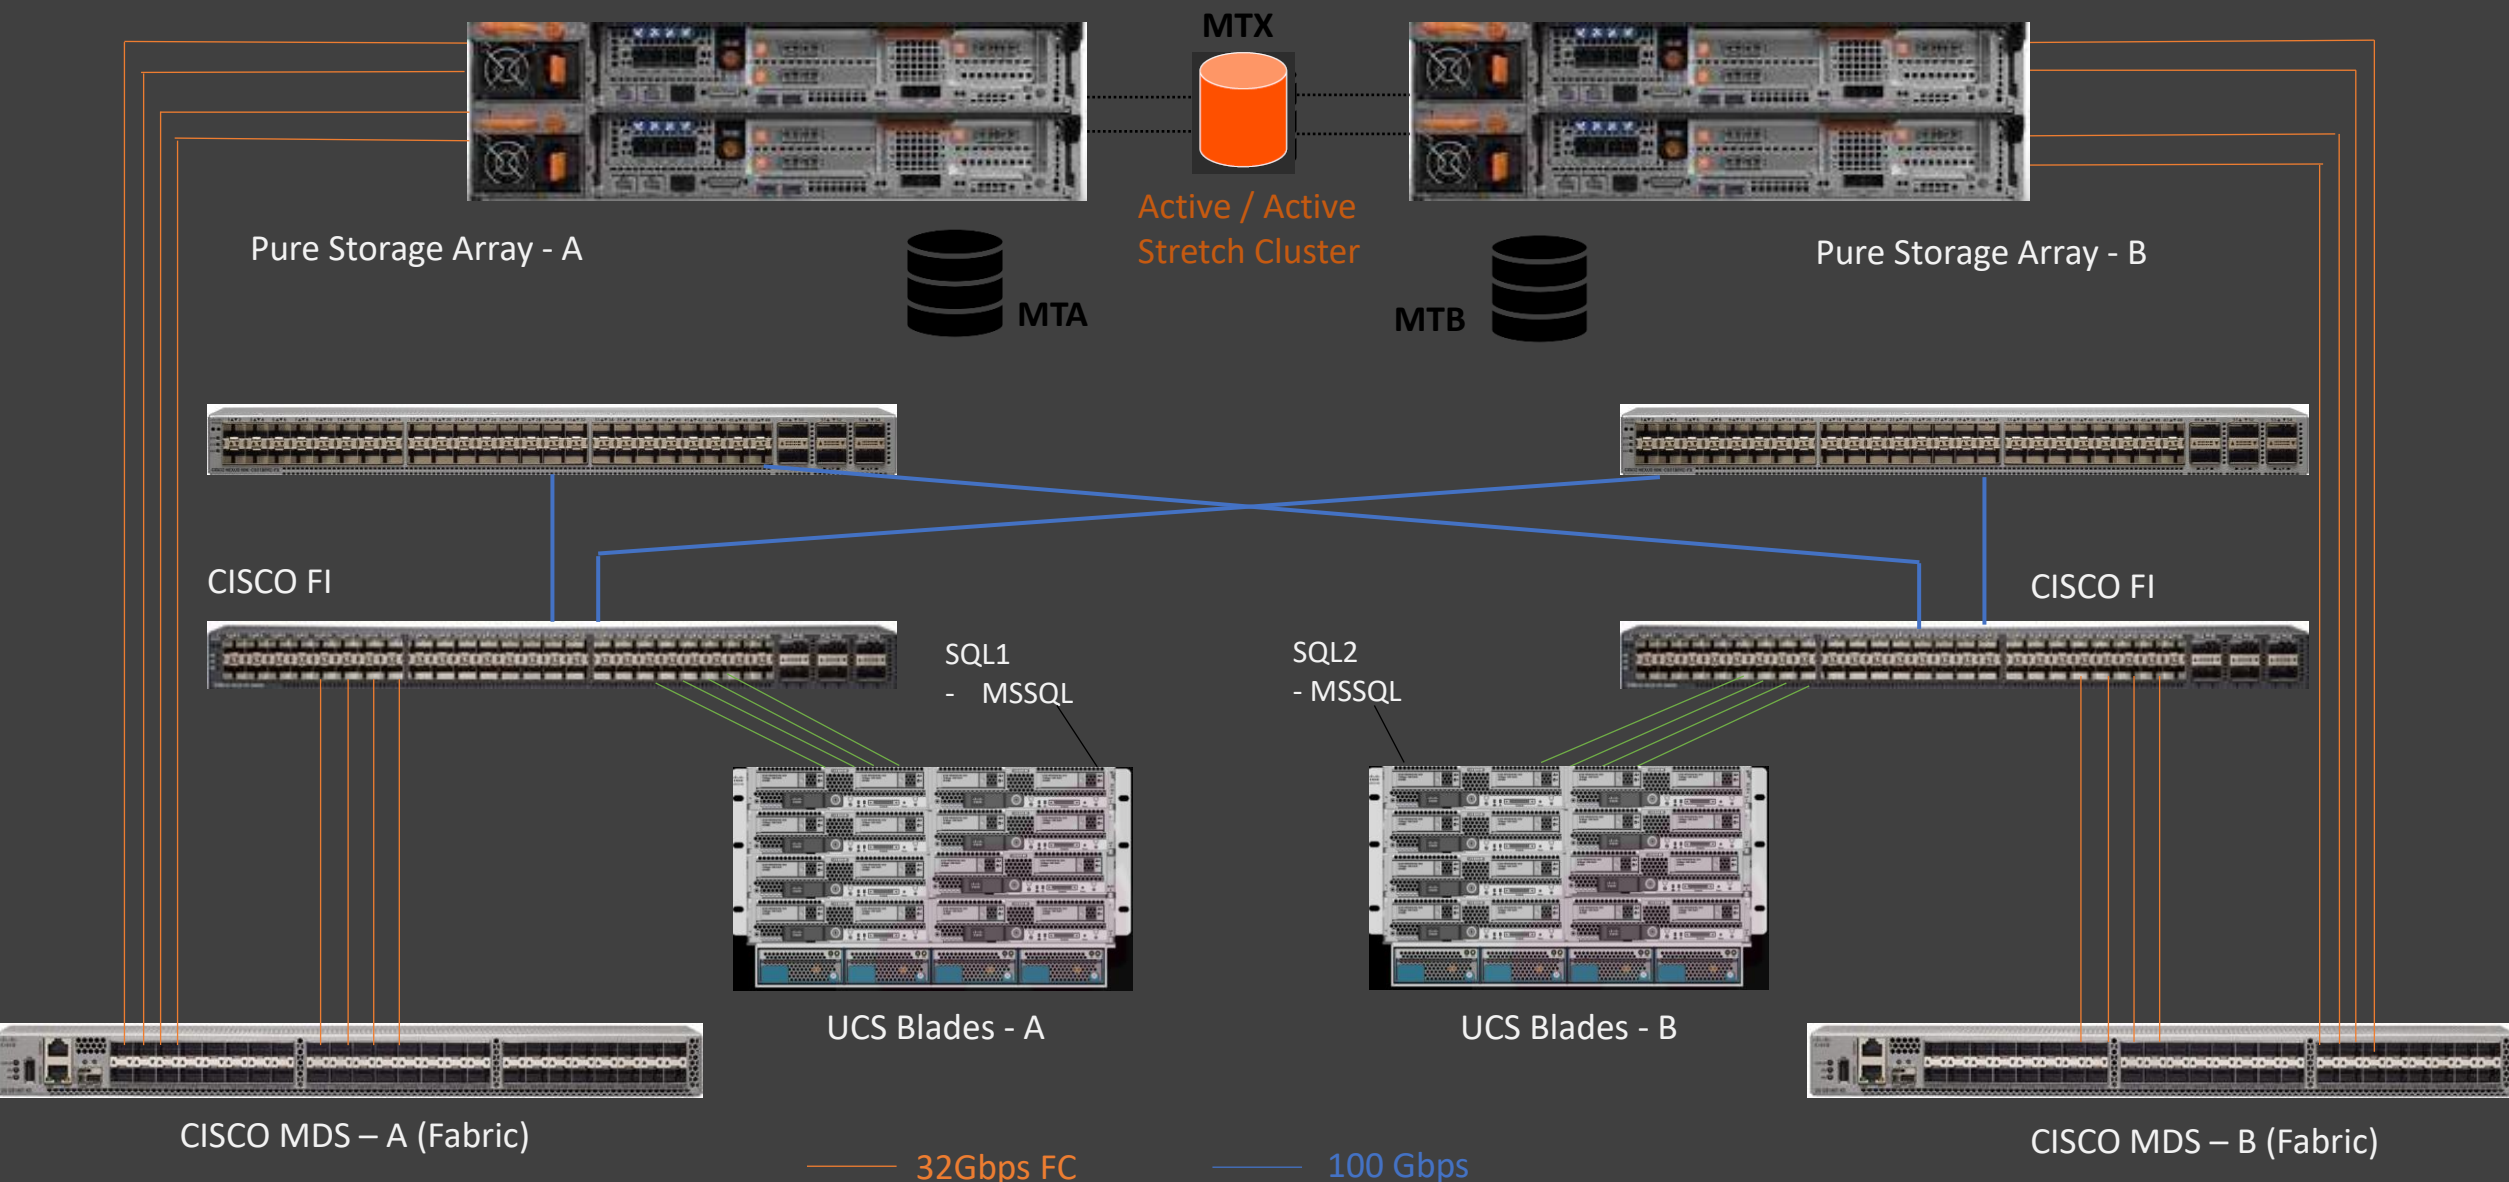 MTX
Active / Active
Stretch Cluster
Pure Storage Array - A
Pure Storage Array - B
MTA
MTB
CISCO FI
CISCO FI
SQL1
- MSSQL
SQL2
- MSSQL
UCS Blades - A
UCS Blades - B
CISCO MDS – A (Fabric)
CISCO MDS – B (Fabric)
32Gbps FC
100 Gbps